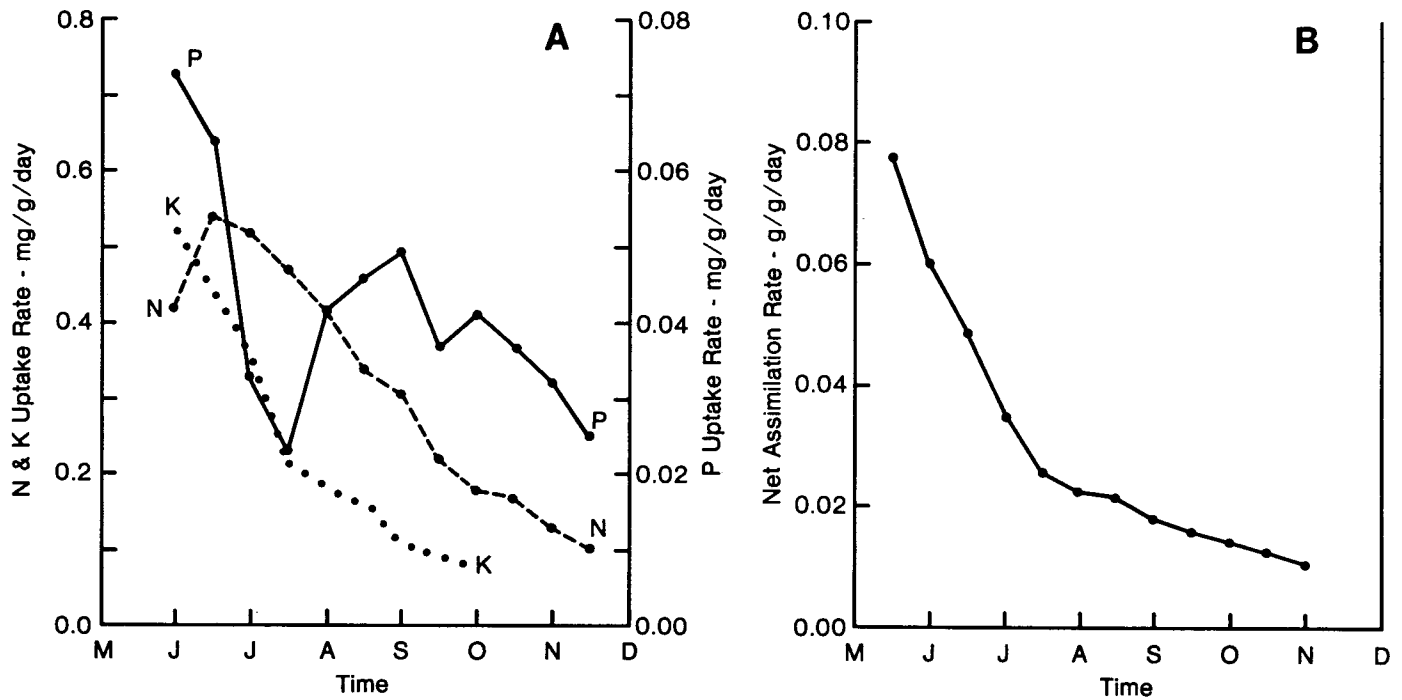 A
0.8
0.6
0.4
0.2
0.0
N & K Uptake Rate - mg/g/day
0.08
0.06
0.04
0.02
0.00
P Uptake Rate - mg/g/day
P
K
N
P
N
K
M J J A S O N D
Time
B
0.10
0.08
0.06
0.04
0.02
0.00
Net Assimilation Rate - g/g/day
M J J A S O N D
Time